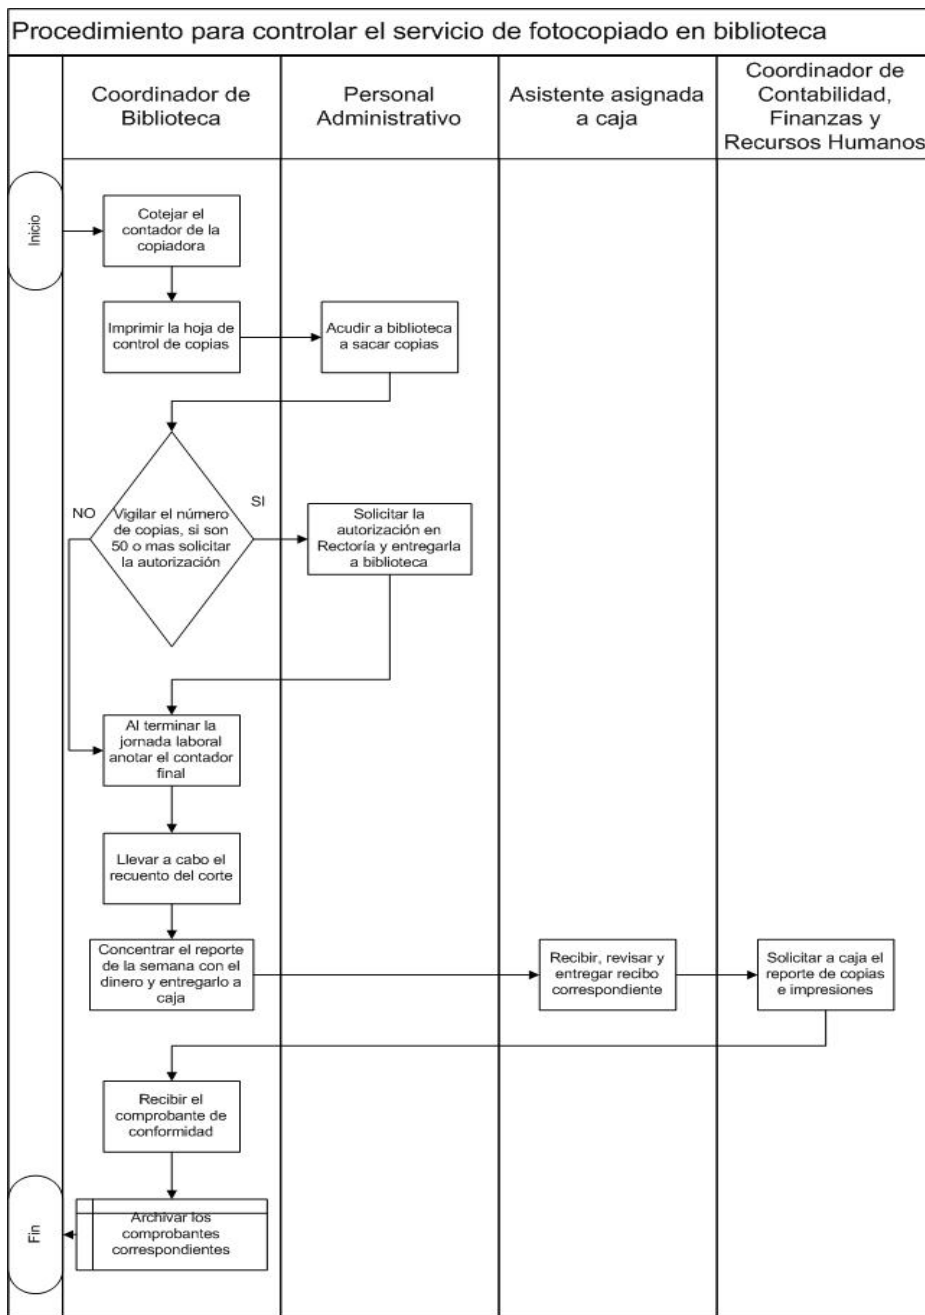 Procedimiento para controlar el servicio de fotocopiado en biblioteca
Coordinador de
Biblioteca
Personal
Administrativo
Asistente asignada
a caja
Coordinador de
Contabilidad,
Finanzas y
Recursos Humanos
Inicio
Cotejar el
contador de la
copiadora
Imprimir la hoja de
control de copias
Acudir a biblioteca
a sacar copias
NO
Vigilar el número
de copias, si son
50 o mas solicitar
la autorización
SI
Solicitar la
autorización en
Rectoría y entregarla
a biblioteca
Al terminar la
jornada laboral
anotar el contador
final
Llevar a cabo el
recuento del corte
Concentrar el reporte
de la semana con el
dinero y entregarlo a
caja
Recibir, revisar y
entregar recibo
correspondiente
Solicitar a caja el
reporte de copias
e impresiones
Recibir el
comprobante de
conformidad
Archivar los
comprobantes
correspondientes
Fin